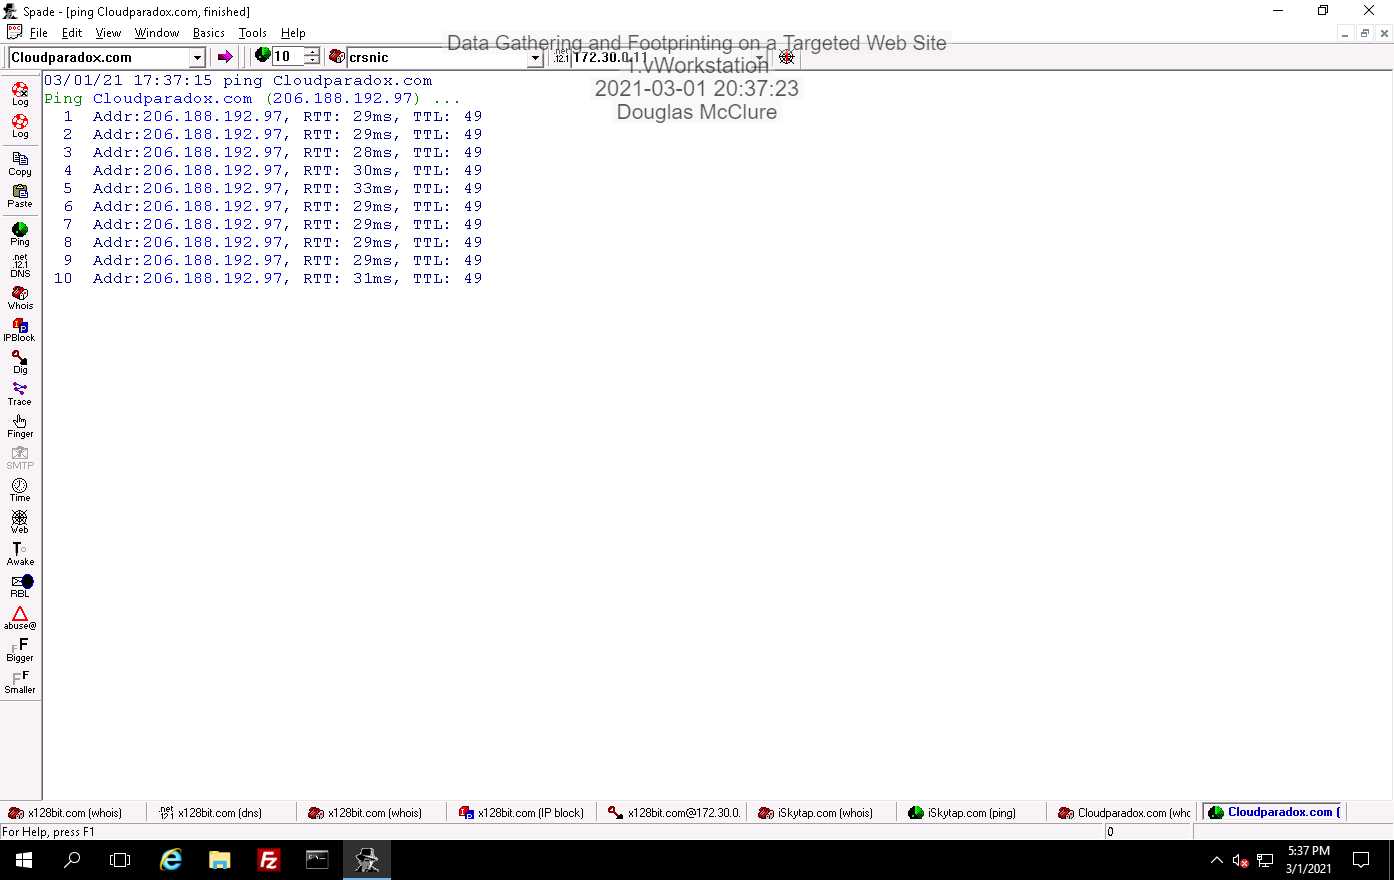 Spade - [ping Cloudparadox.com, finished]
File Edit View Window Basics Tools Help
Data Gathering and Footprinting on a Targeted Web Site
1.vWorkstation
2021-03-01 20:37:23
Douglas McClure
Cloudparadox.com 10 crsnic .net 12.1 172.30.0.11
03/01/21 17:37:15 ping Cloudparadox.com
Ping Cloudparadox.com (206.188.192.97) ...
1 Addr:206.188.192.97, RTT: 29ms, TTL: 49
2 Addr:206.188.192.97, RTT: 29ms, TTL: 49
3 Addr:206.188.192.97, RTT: 28ms, TTL: 49
4 Addr:206.188.192.97, RTT: 30ms, TTL: 49
5 Addr:206.188.192.97, RTT: 33ms, TTL: 49
6 Addr:206.188.192.97, RTT: 29ms, TTL: 49
7 Addr:206.188.192.97, RTT: 29ms, TTL: 49
8 Addr:206.188.192.97, RTT: 29ms, TTL: 49
9 Addr:206.188.192.97, RTT: 29ms, TTL: 49
10 Addr:206.188.192.97, RTT: 31ms, TTL: 49
Log
Log
Copy
Paste
Ping
.net
12.1
DNS
Whois
IPBlock
Dig
Trace
Finger
SMTP
Time
Web
Awake
RBL
abuse@
Bigger
Smaller
x128bit.com (whois) .net 12.1 x128bit.com (dns) x128bit.com (whois) x128bit.com (IP block) x128bit.com@172.30.0. iSkytap.com (whois) iSkytap.com (ping) Cloudparadox.com (whc Cloudparadox.com (
For Help, press F1 0
5:37 PM
3/1/2021